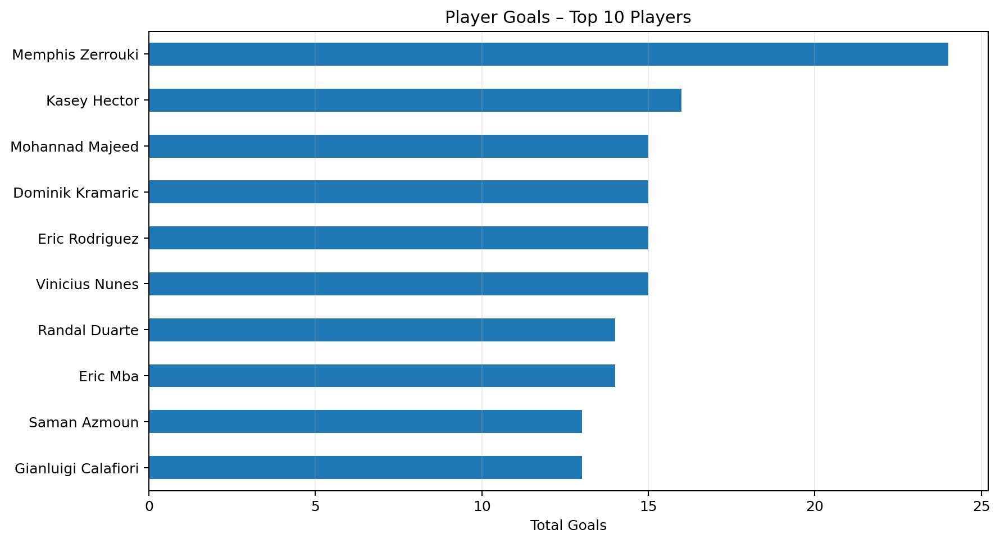 Player Goals – Top 10 Players
Memphis Zerrouki
Kasey Hector
Mohannad Majeed
Dominik Kramaric
Eric Rodriguez
Vinicius Nunes
Randal Duarte
Eric Mba
Saman Azmoun
Gianluigi Calafiori
0 5 10 15 20 25
Total Goals